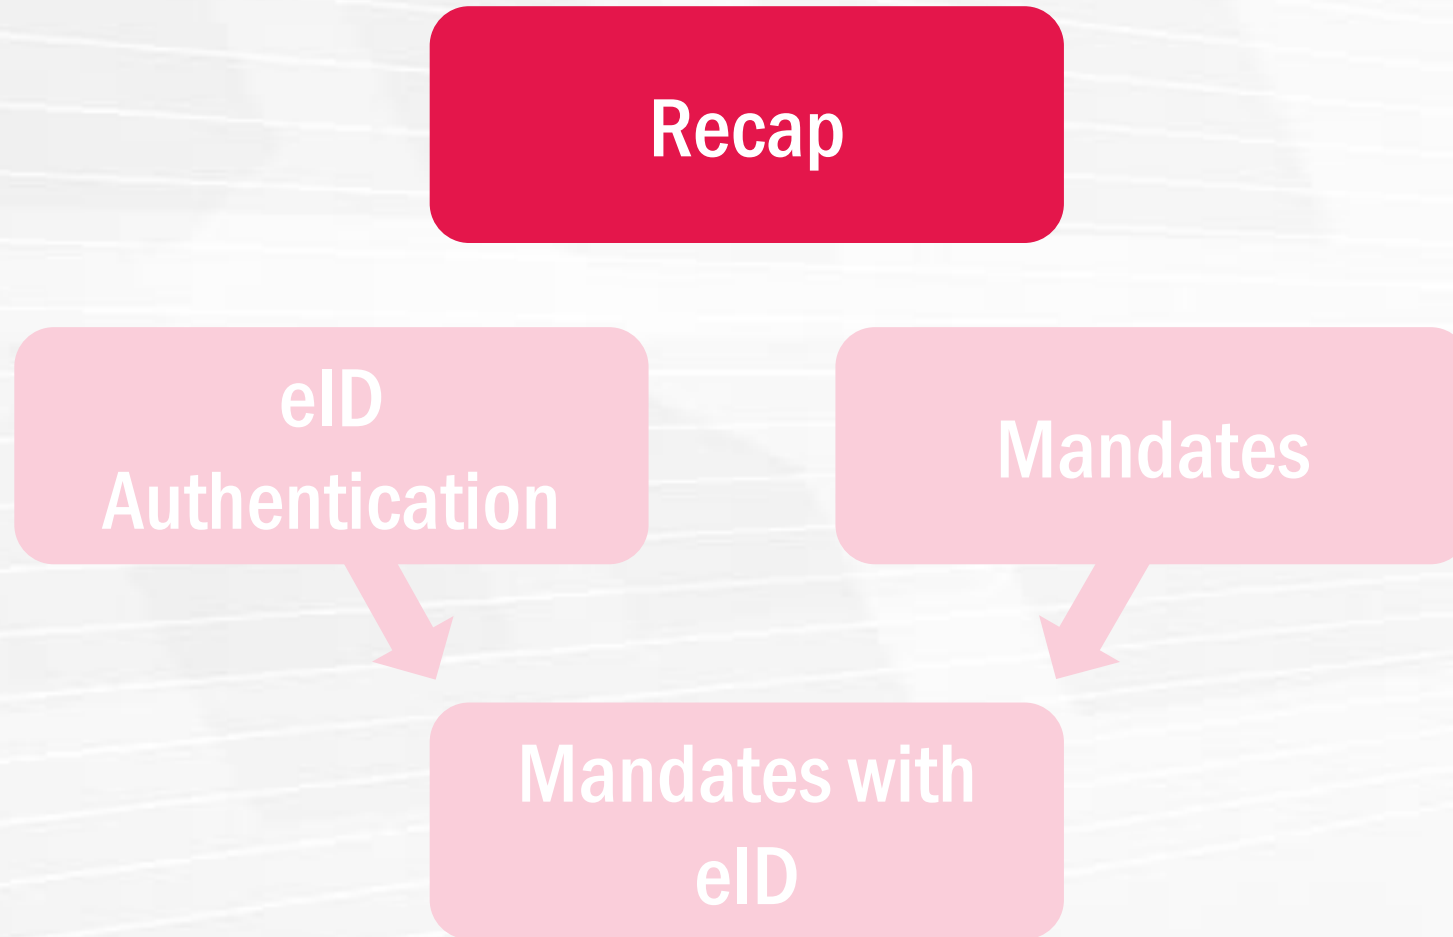 Recap
eID
Authentication
Mandates
Mandates with
eID